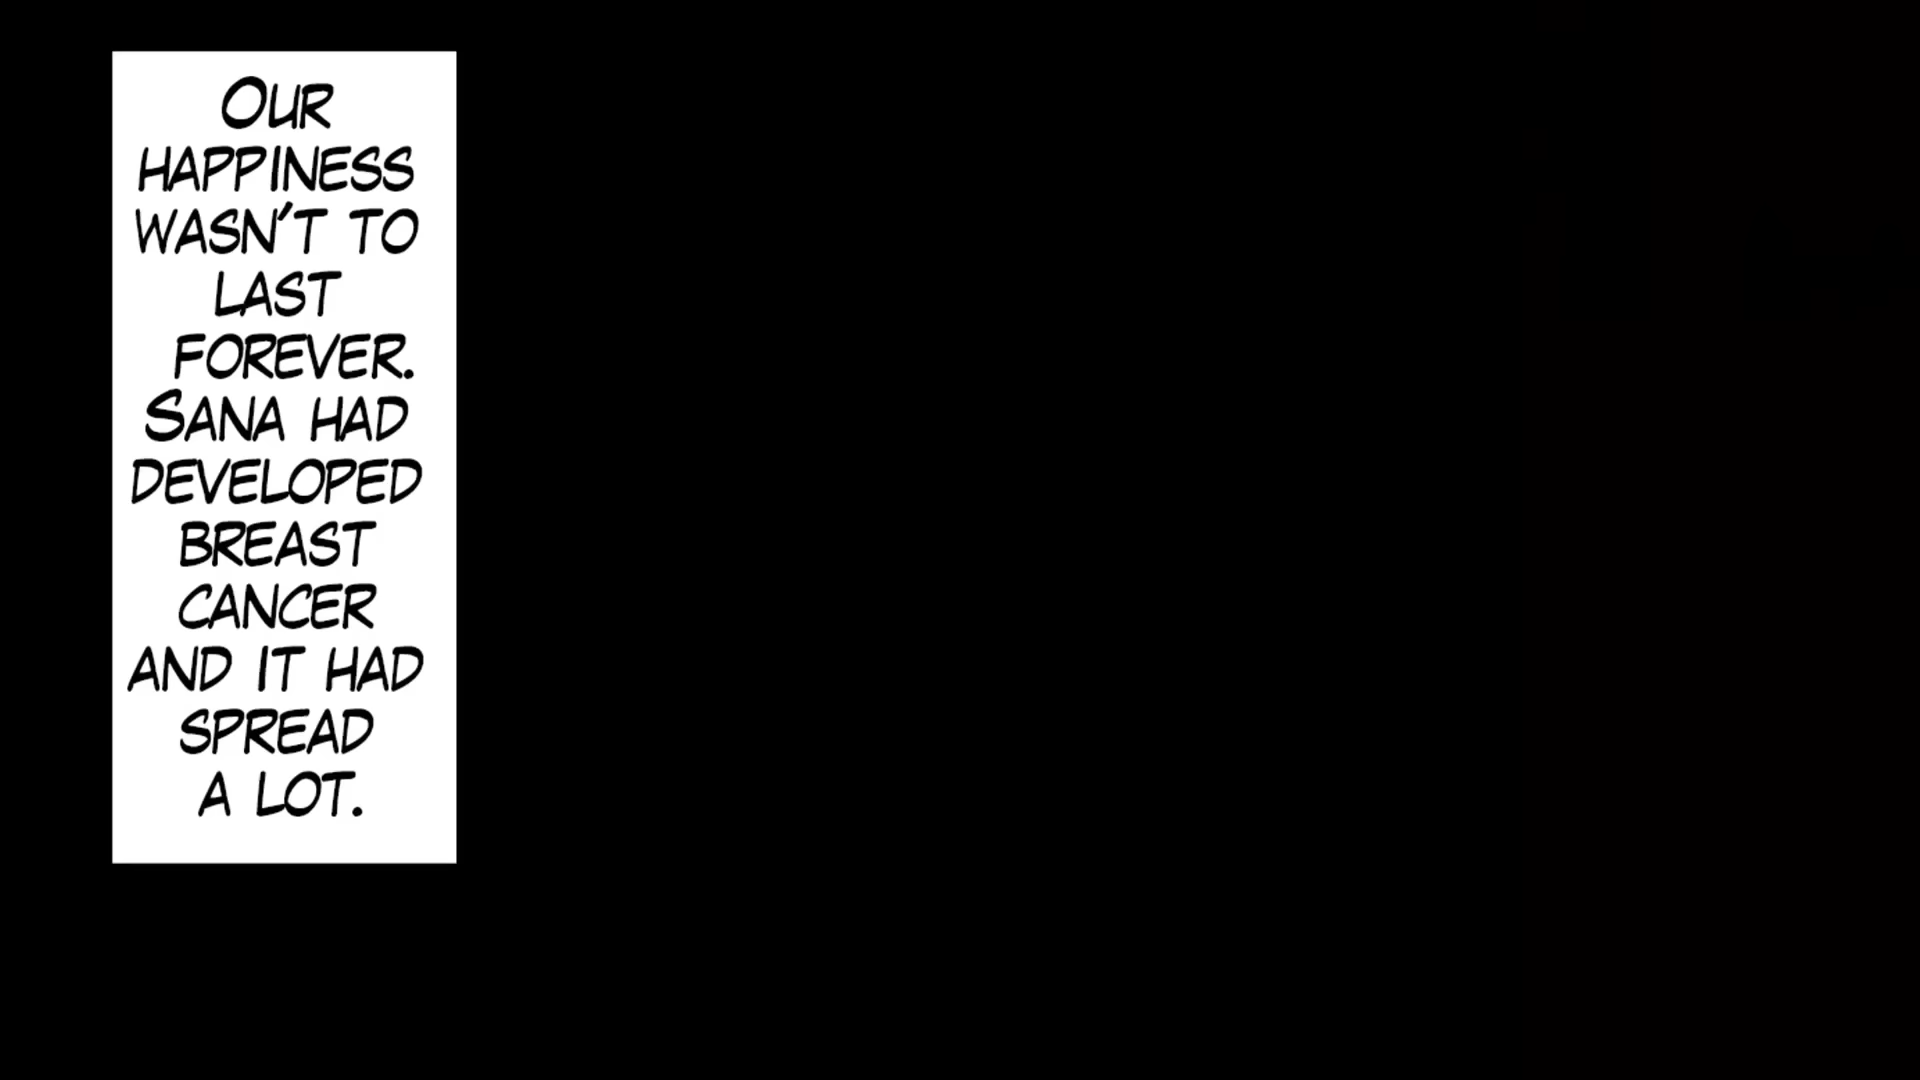 OUR
HAPPINESS
WASN'T TO
LAST
FOREVER.
SANA HAD
DEVELOPED
BREAST
CANCER
AND IT HAD
SPREAD
A LOT.